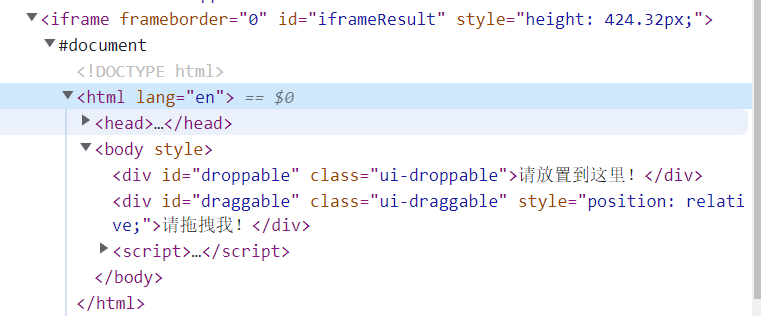 <iframe frameborder="0" id="iframeResult" style="height: 424.32px;">
#document
<!DOCTYPE html>
<html lang="en"> == $0
<head>…</head>
<body style>
<div id="droppable" class="ui-droppable">请放置到这里！</div>
<div id="draggable" class="ui-draggable" style="position: relati
ve;">请拖拽我！</div>
<script>…</script>
</body>
</html>